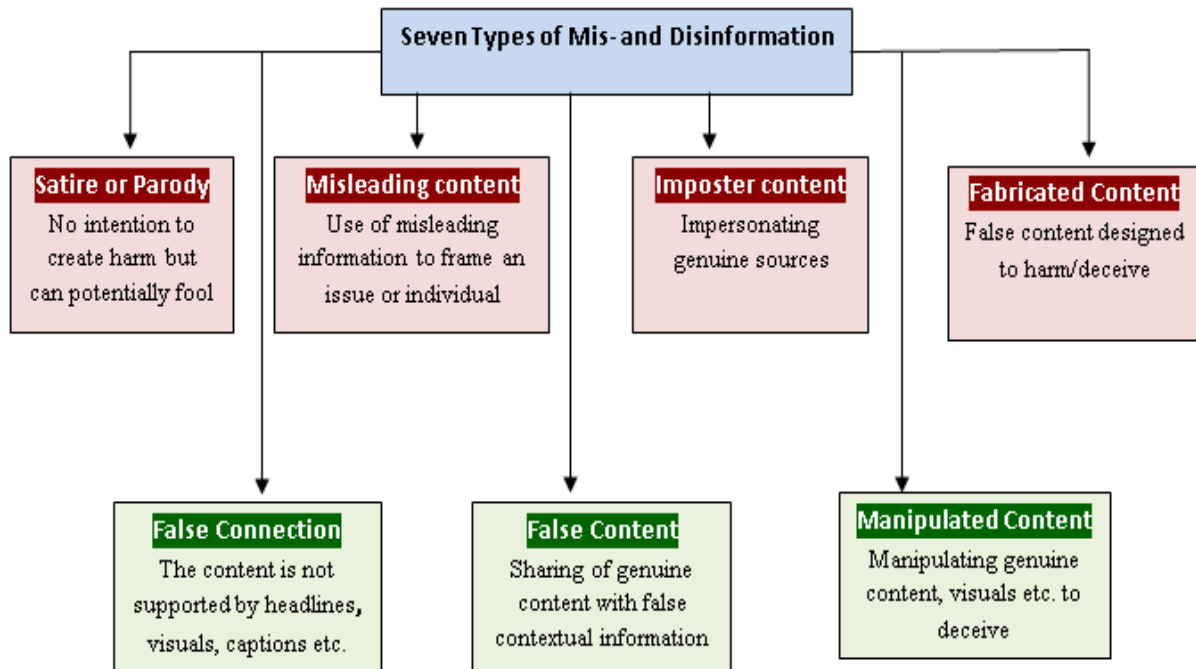 Seven Types of Mis- and Disinformation
Satire or Parody
No intention to
create harm but
can potentially fool
Misleading content
Use of misleading
information to frame an
issue or individual
Imposter content
Impersonating
genuine sources
Fabricated Content
False content designed
to harm/deceive
False Connection
The content is not
supported by headlines,
visuals, captions etc.
False Content
Sharing of genuine
content with false
contextual information
Manipulated Content
Manipulating genuine
content, visuals etc. to
deceive